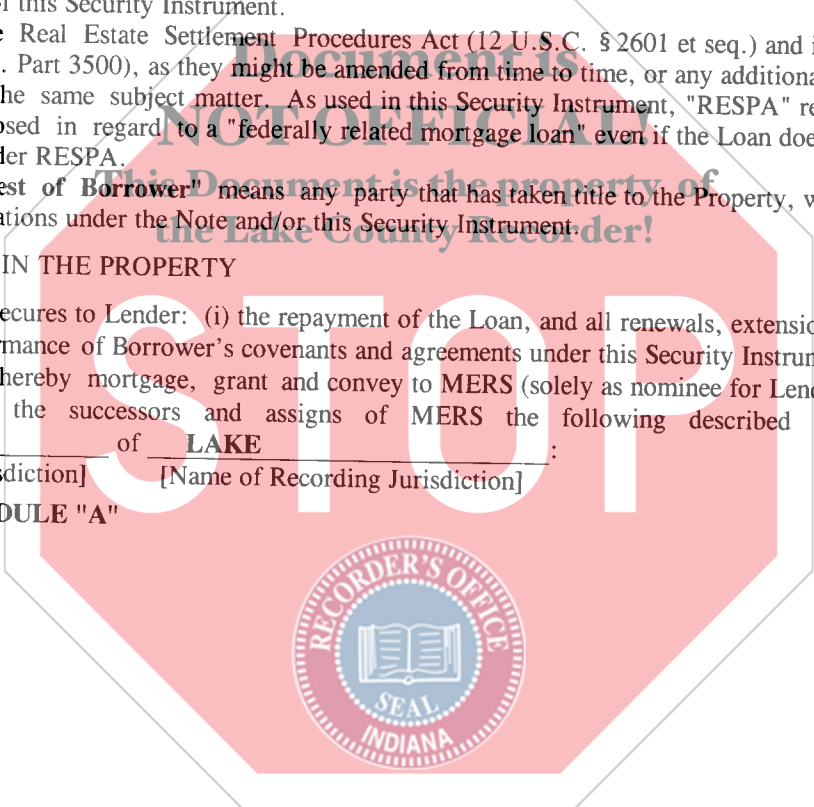 of this Security Instrument.
Real Estate Settlement Procedures Act (12 U.S.C. §2601 et seq.) and
. Part 3500), as they might be amended from time to time, or any additiona
he same subject matter. As used in this Security Instrument, "RESPA" re
osed in regard to a "federally related mortgage loan" even if the Loan doe
der RESPA.
est of Borrower" means any party that has taken title to the Property, w
ations under the Note and/or this Security Instrument.
Document is
NOT OFFICIAL!
This Document is the property of
the Lake County Recorder!
IN THE PROPERTY
ecures to Lender: (i) the repayment of the Loan, and all renewals, extensio
rmance of Borrower's covenants and agreements under this Security Instrum
hereby mortgage, grant and convey to MERS (solely as nominee for Lend
the successors and assigns of MERS the following described
of LAKE :
sdiction] [Name of Recording Jurisdiction]
DULE "A"
STOP
RECORDER'S OFFICE
SEAL
INDIANA